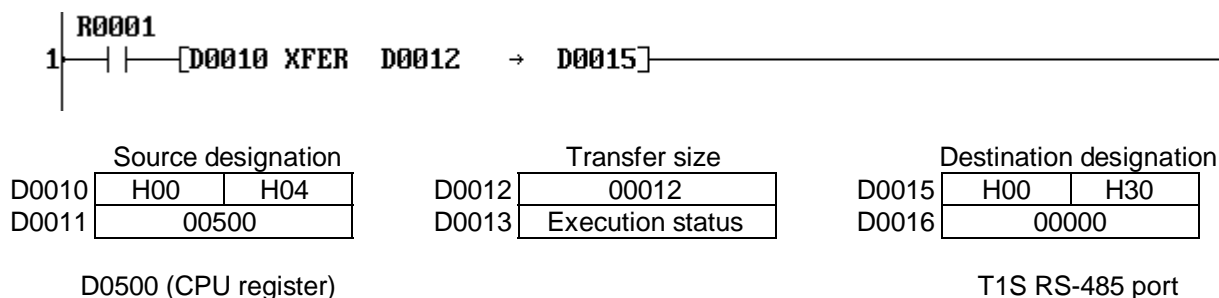 R0001
1 [D0010 XFER D0012 → D0015]
Source designation Transfer size Destination designation
D0010 H00 H04 D0012 00012 D0015 H00 H30
D0011 00500 D0013 Execution status D0016 00000
D0500 (CPU register) T1S RS-485 port